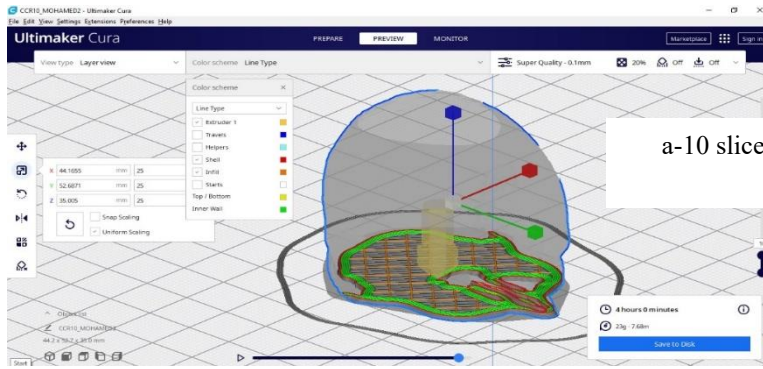 CCR10_MOHAMED2 - Ultimaker Cura
File Edit View Settings Extensions Preferences Help
Ultimaker Cura
PREPARE PREVIEW MONITOR
Marketplace Sign in
View type Layer view
Color scheme Line Type
Super Quality - 0.1mm
20% Off Off
Color scheme
Line Type
Extruder 1
Travels
Helpers
Shell
Infill
Starts
Top / Bottom
Inner Wall
X 44.1855 mm 25
Y 52.6871 mm 25
Z 35.005 mm 25
Snap Scaling
Uniform Scaling
a-10 slice
Object list
CCR10_MOHAMED2
4 hours 0 minutes
23g · 7.68m
Save to Disk
Start